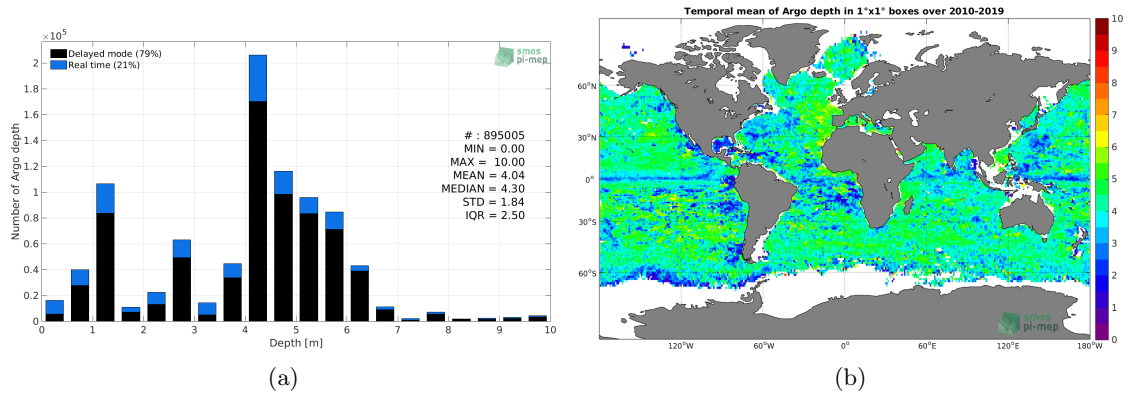 ×10⁵
Delayed mode (79%)
Real time (21%)
smos
pi-mep
2
1.8
1.6
1.4
1.2
1
0.8
0.6
0.4
0.2
0
Number of Argo depth
# : 895005
MIN = 0.00
MAX = 10.00
MEAN = 4.04
MEDIAN = 4.30
STD = 1.84
IQR = 2.50
0 1 2 3 4 5 6 7 8 9 10
Depth [m]
(a)
Temporal mean of Argo depth in 1°x1° boxes over 2010-2019
60°N
30°N
0°
30°S
60°S
120°W 60°W 0° 60°E 120°E 180°W
smos
pi-mep
10
9
8
7
6
5
4
3
2
1
0
(b)